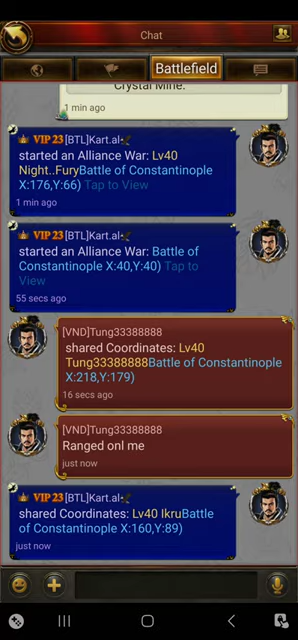 Chat
Battlefield
Crystal Mine.
1 min ago
VIP 23 [BTL]Kart.al
started an Alliance War: Lv40
Night..FuryBattle of Constantinople
X:176,Y:66) Tap to View
1 min ago
VIP 23 [BTL]Kart.al
started an Alliance War: Battle of
Constantinople X:40,Y:40) Tap to
View
55 secs ago
[VND]Tung33388888
shared Coordinates: Lv40
Tung33388888Battle of Constantinople
X:218,Y:179)
16 secs ago
[VND]Tung33388888
Ranged onl me
just now
VIP 23 [BTL]Kart.al
shared Coordinates: Lv40 IkruBattle
of Constantinople X:160,Y:89)
just now